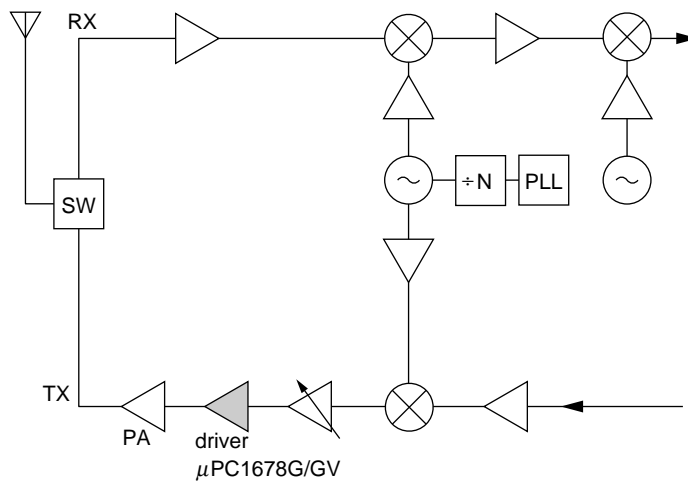 RX
SW
÷N
PLL
TX
PA
driver
μPC1678G/GV